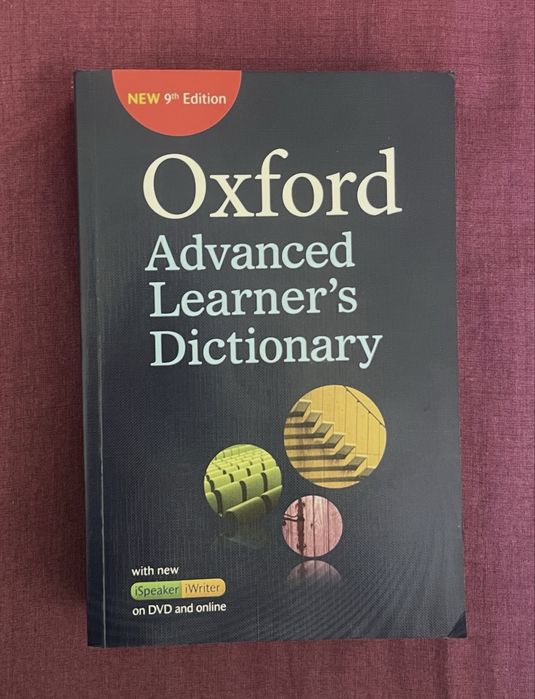 NEW 9th Edition
Oxford
Advanced
Learner's
Dictionary
with new
iSpeaker iWriter
on DVD and online